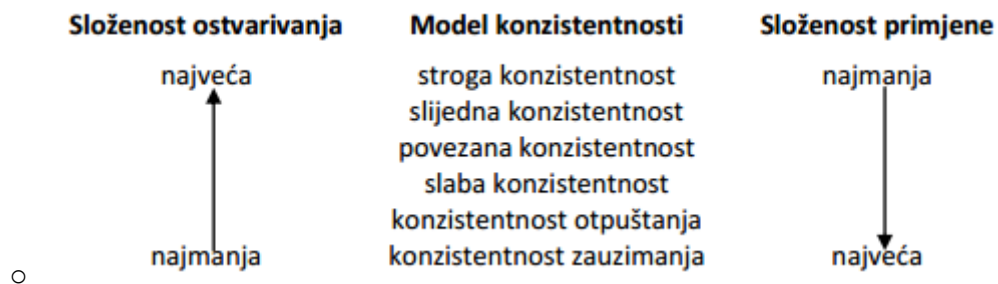 Složenost ostvarivanja Model konzistentnosti Složenost primjene
najveća stroga konzistentnost najmanja
slijedna konzistentnost
povezana konzistentnost
slaba konzistentnost
konzistentnost otpuštanja
najmanja konzistentnost zauzimanja najveća